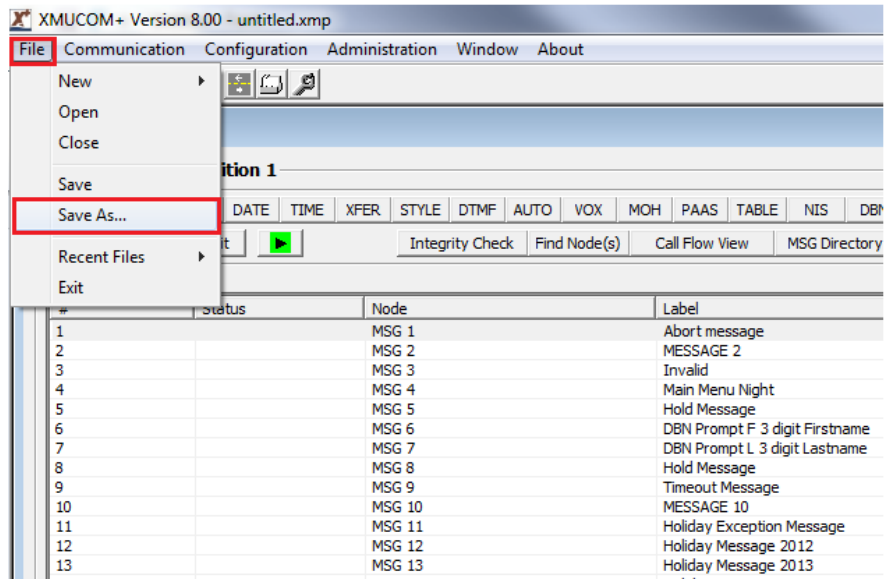 XMUCOM+ Version 8.00 - untitled.xmp
File Communication Configuration Administration Window About
New
Open
Close
Save
Save As...
Recent Files
Exit
ition 1
DATE TIME XFER STYLE DTMF AUTO VOX MOH PAAS TABLE NIS DBN
it Integrity Check Find Node(s) Call Flow View MSG Directory
# Status Node Label
1 MSG 1 Abort message
2 MSG 2 MESSAGE 2
3 MSG 3 Invalid
4 MSG 4 Main Menu Night
5 MSG 5 Hold Message
6 MSG 6 DBN Prompt F 3 digit Firstname
7 MSG 7 DBN Prompt L 3 digit Lastname
8 MSG 8 Hold Message
9 MSG 9 Timeout Message
10 MSG 10 MESSAGE 10
11 MSG 11 Holiday Exception Message
12 MSG 12 Holiday Message 2012
13 MSG 13 Holiday Message 2013